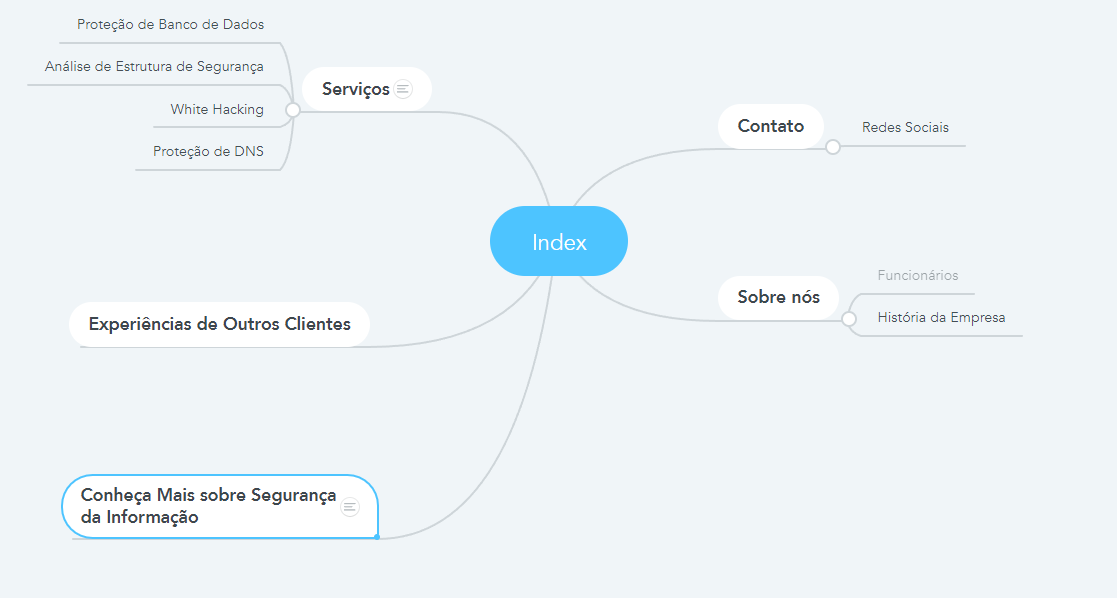 Proteção de Banco de Dados
Análise de Estrutura de Segurança
White Hacking
Proteção de DNS
Serviços
Contato
Redes Sociais
Index
Sobre nós
Funcionários
História da Empresa
Experiências de Outros Clientes
Conheça Mais sobre Segurança
da Informação